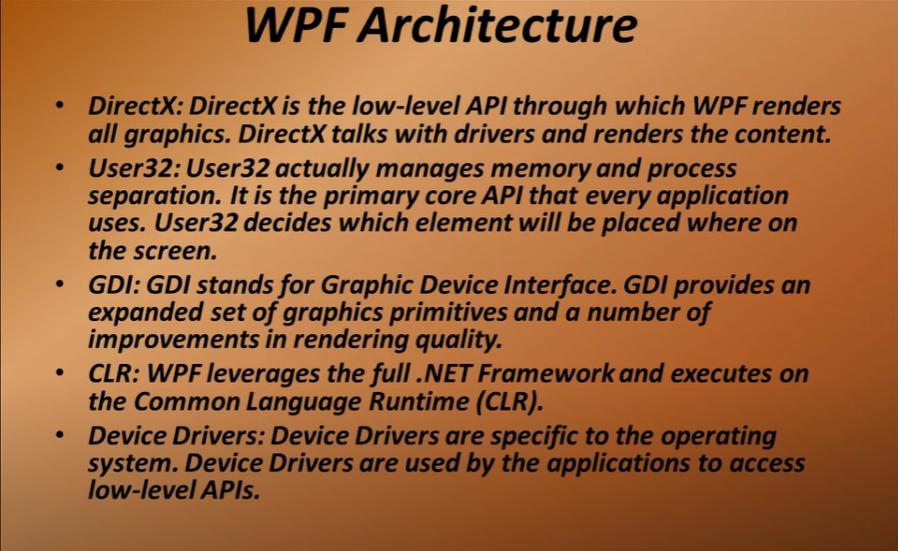 WPF Architecture
• DirectX: DirectX is the low-level API through which WPF renders
all graphics. DirectX talks with drivers and renders the content.
• User32: User32 actually manages memory and process
separation. It is the primary core API that every application
uses. User32 decides which element will be placed where on
the screen.
• GDI: GDI stands for Graphic Device Interface. GDI provides an
expanded set of graphics primitives and a number of
improvements in rendering quality.
• CLR: WPF leverages the full .NET Framework and executes on
the Common Language Runtime (CLR).
• Device Drivers: Device Drivers are specific to the operating
system. Device Drivers are used by the applications to access
low-level APIs.